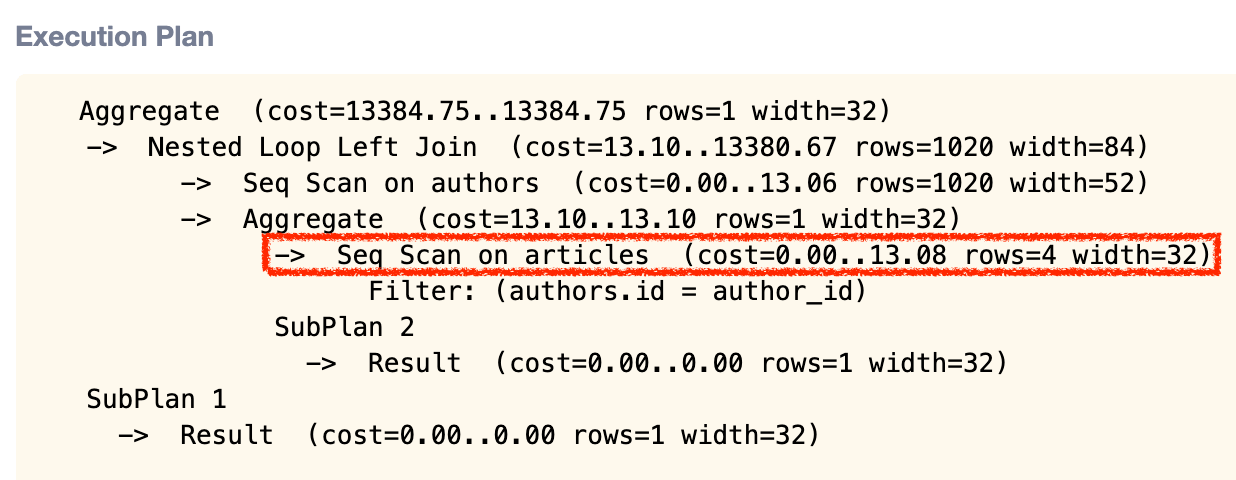 Execution Plan
Aggregate  (cost=13384.75..13384.75 rows=1 width=32)
->  Nested Loop Left Join  (cost=13.10..13380.67 rows=1020 width=84)
->  Seq Scan on authors  (cost=0.00..13.06 rows=1020 width=52)
->  Aggregate  (cost=13.10..13.10 rows=1 width=32)
->  Seq Scan on articles  (cost=0.00..13.08 rows=4 width=32)
Filter: (authors.id = author_id)
SubPlan 2
->  Result  (cost=0.00..0.00 rows=1 width=32)
SubPlan 1
->  Result  (cost=0.00..0.00 rows=1 width=32)